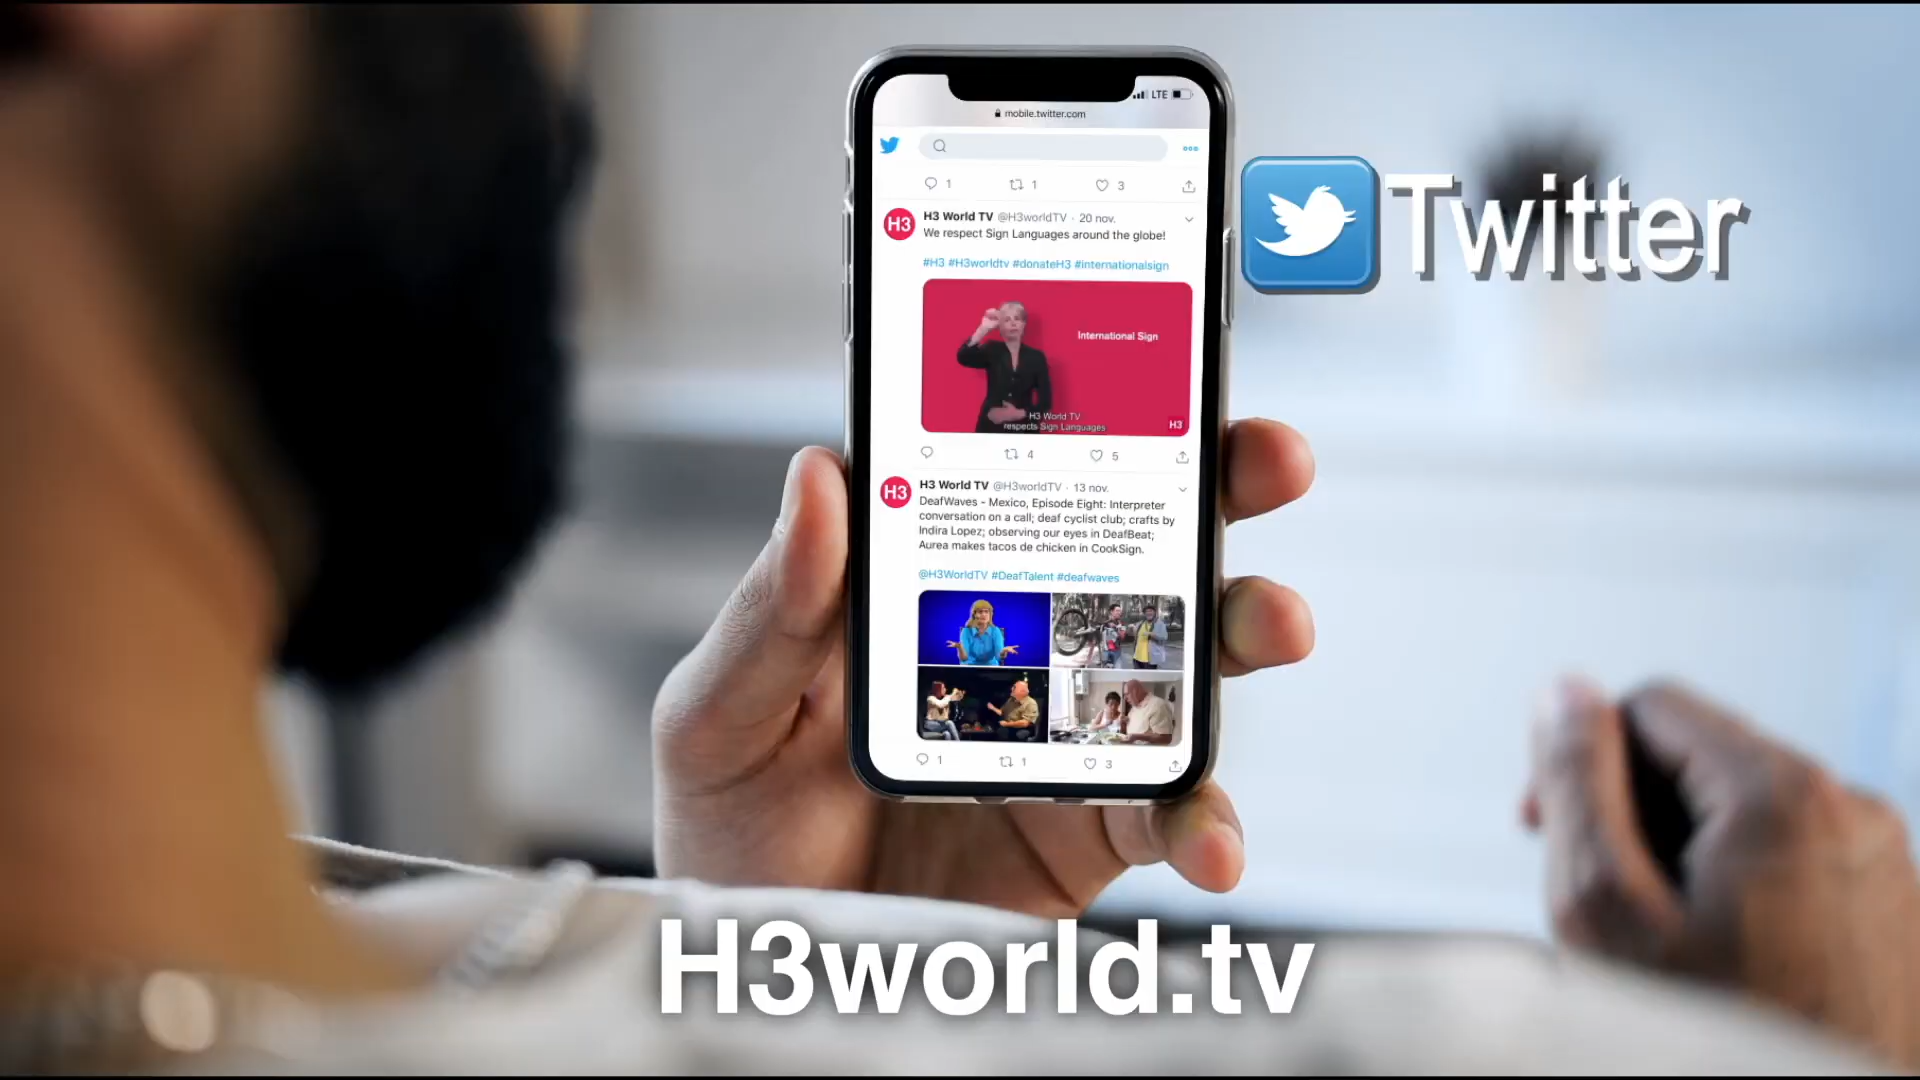 LTE
mobile.twitter.com
1 1 3
H3 H3 World TV @H3worldTV · 20 nov.
We respect Sign Languages around the globe!
#H3 #H3worldtv #donateH3 #internationalsign
International Sign
H3 World TV
respects Sign Languages
H3
4 5
H3 H3 World TV @H3worldTV · 13 nov.
DeafWaves - Mexico, Episode Eight: Interpreter
conversation on a call; deaf cyclist club; crafts by
Indira Lopez; observing our eyes in DeafBeat;
Aurea makes tacos de chicken in CookSign.
@H3WorldTV #DeafTalent #deafwaves
1 1 3
Twitter
H3world.tv